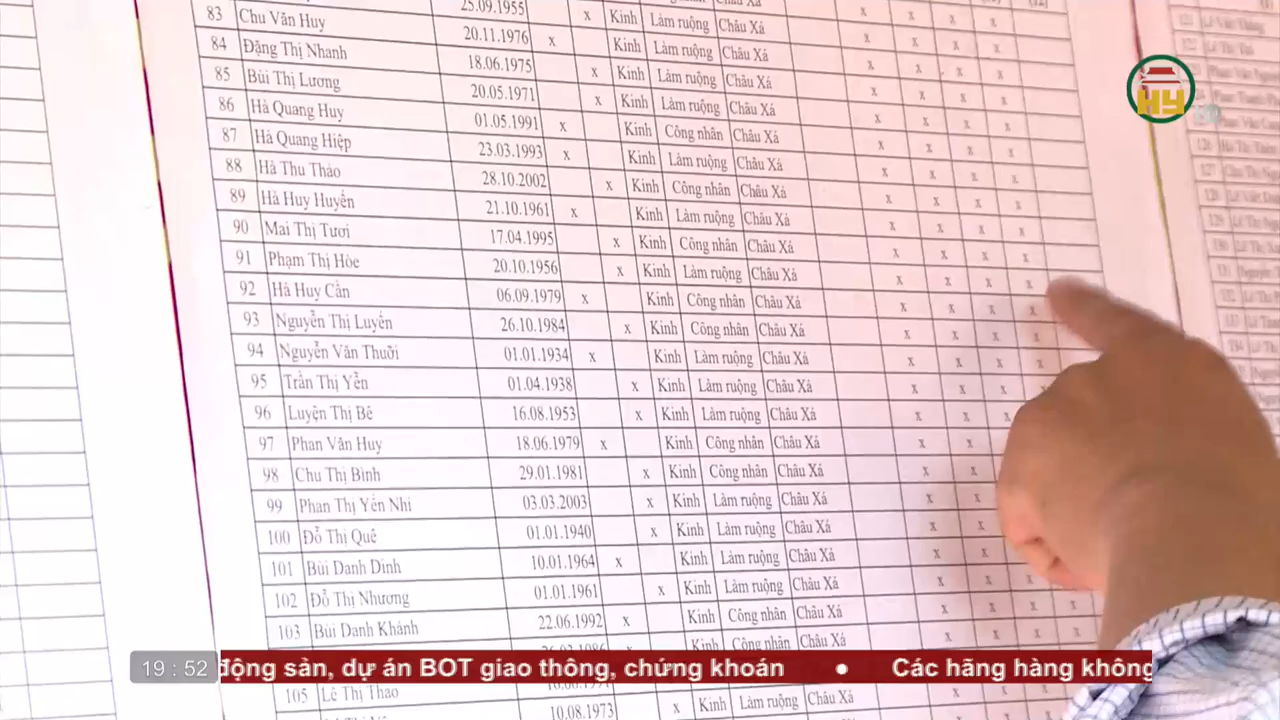 25.09.1955 x Kinh Làm ruộng Châu Xá x x x x
83 Chu Văn Huy 20.11.1976 x Kinh Làm ruộng Châu Xá x x x x
84 Đặng Thị Nhanh 18.06.1975 x Kinh Làm ruộng Châu Xá x x x x
85 Bùi Thị Lương 20.05.1971 x Kinh Làm ruộng Châu Xá x x x x
86 Hà Quang Huy 01.05.1991 x Kinh Công nhân Châu Xá x x x x
87 Hà Quang Hiệp 23.03.1993 x Kinh Làm ruộng Châu Xá x x x x
88 Hà Thu Thảo 28.10.2002 x Kinh Công nhân Châu Xá x x x x
89 Hà Huy Huyến 21.10.1961 x Kinh Làm ruộng Châu Xá x x x x
90 Mai Thị Tươi 17.04.1995 x Kinh Công nhân Châu Xá x x x x
91 Phạm Thị Hòe 20.10.1956 x Kinh Làm ruộng Châu Xá x x x x
92 Hà Huy Cần 06.09.1979 x Kinh Công nhân Châu Xá x x x x
93 Nguyễn Thị Luyến 26.10.1984 x Kinh Công nhân Châu Xá x x x x
94 Nguyễn Văn 01.01.1934 x Kinh Làm ruộng Châu Xá x x x x
95 Trần Thị Yến 01.04.1938 x Kinh Làm ruộng Châu Xá x x x x
96 Luyện Thị Bê 16.08.1953 x Kinh Làm ruộng Châu Xá x x x
97 Phan Văn Huy 18.06.1979 x Kinh Công nhân Châu Xá x x
98 Chu Thị Bình 29.01.1981 x Kinh Công nhân Châu Xá x x
99 Phan Thị Yến Nhi 03.03.2003 x Kinh Làm ruộng Châu Xá x x
100 Đỗ Thị Quê 01.01.1940 x Kinh Làm ruộng Châu Xá x x
101 Bùi Danh Dinh 10.01.1964 x Kinh Làm ruộng Châu Xá x x
102 Đỗ Thị Nhương 01.01.1961 x Kinh Làm ruộng Châu Xá x x x x
103 Bùi Danh Khánh 22.06.1992 x Kinh Công nhân Châu Xá x x x x
Kinh Công nhân Châu Xá
105 Lê Thị Thao 10.08.1973 x Kinh Làm ruộng Châu Xá
HY
19 : 52 động sản, dự án BOT giao thông, chứng khoán • Các hãng hàng không